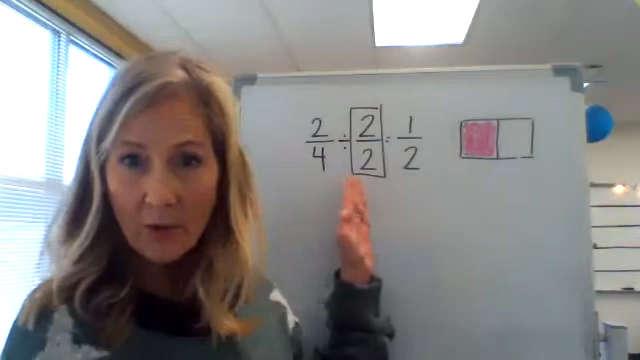 2/4 ÷ 2/2 = 1/2